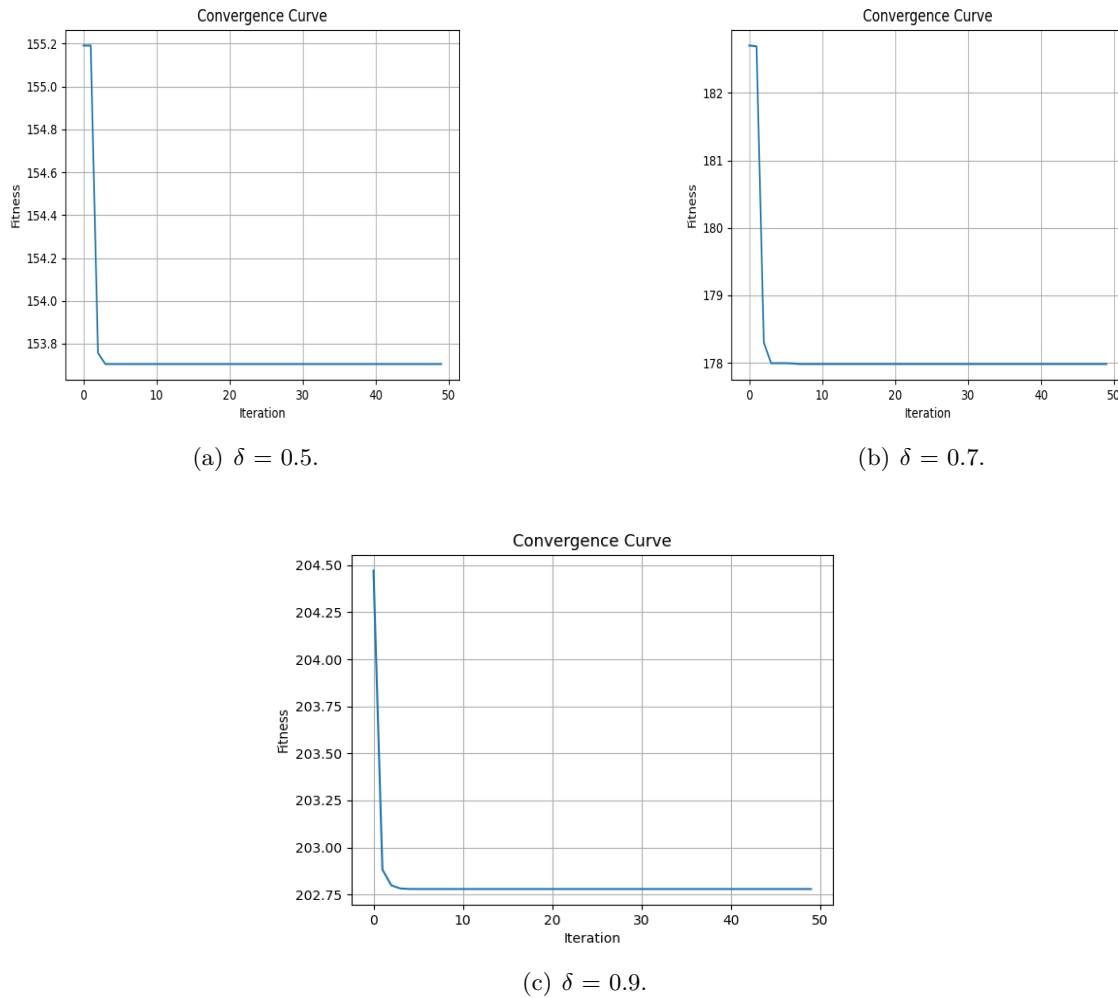 Convergence Curve
155.2
155.0
154.8
154.6
154.4
154.2
154.0
153.8
Fitness
0 10 20 30 40 50
Iteration
(a) δ = 0.5.
Convergence Curve
182
181
180
179
178
Fitness
0 10 20 30 40 50
Iteration
(b) δ = 0.7.
Convergence Curve
204.50
204.25
204.00
203.75
203.50
203.25
203.00
202.75
Fitness
0 10 20 30 40 50
Iteration
(c) δ = 0.9.